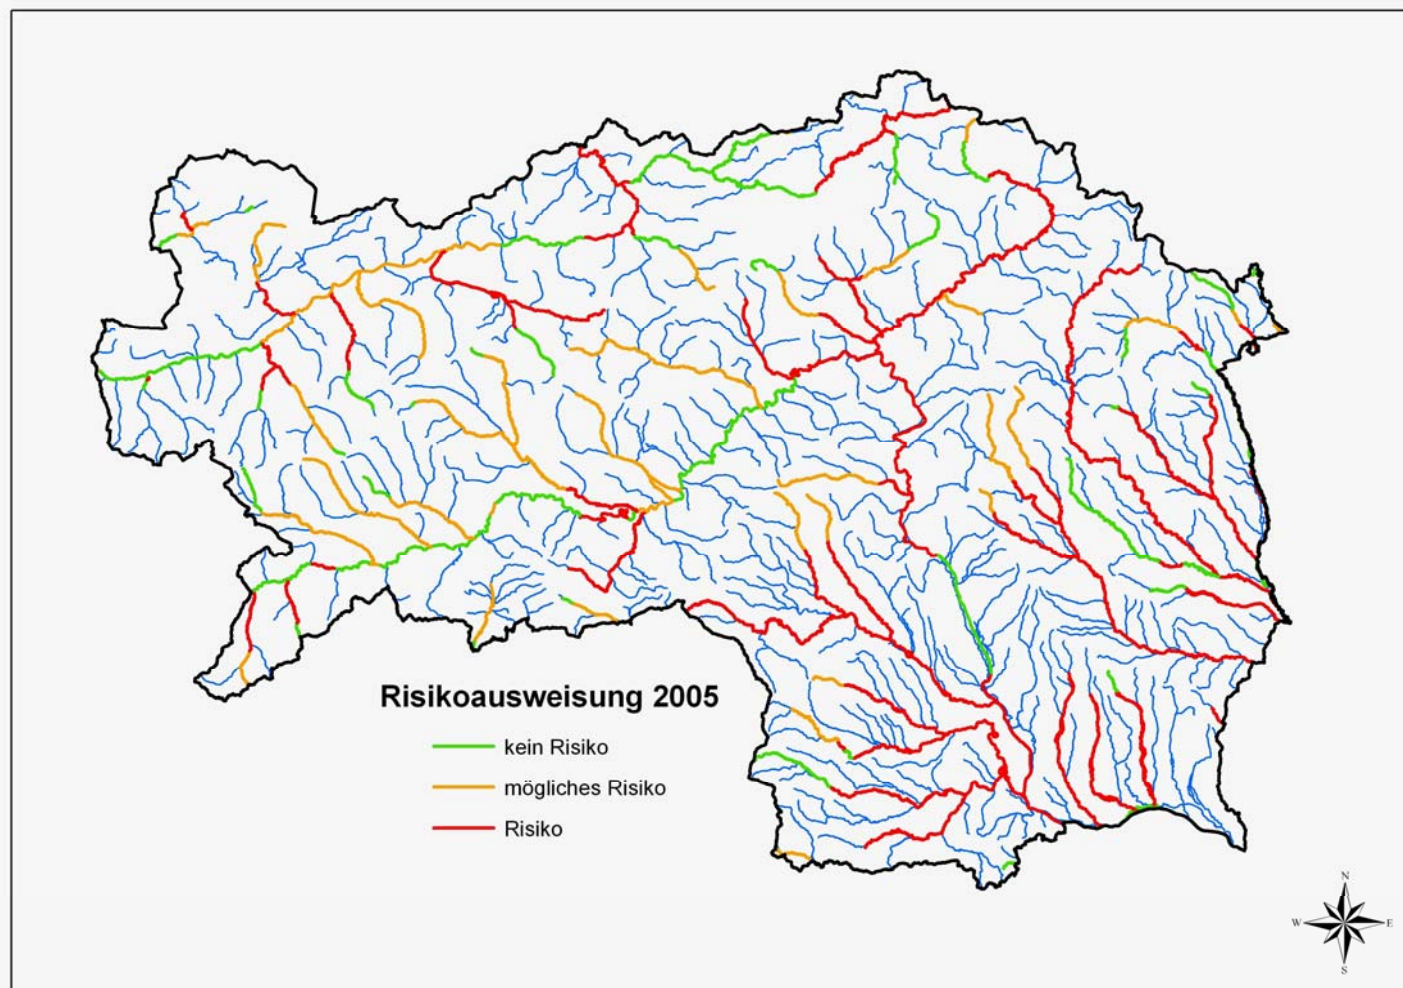 Risikoausweisung 2005
kein Risiko
mögliches Risiko
Risiko
N
W E
S